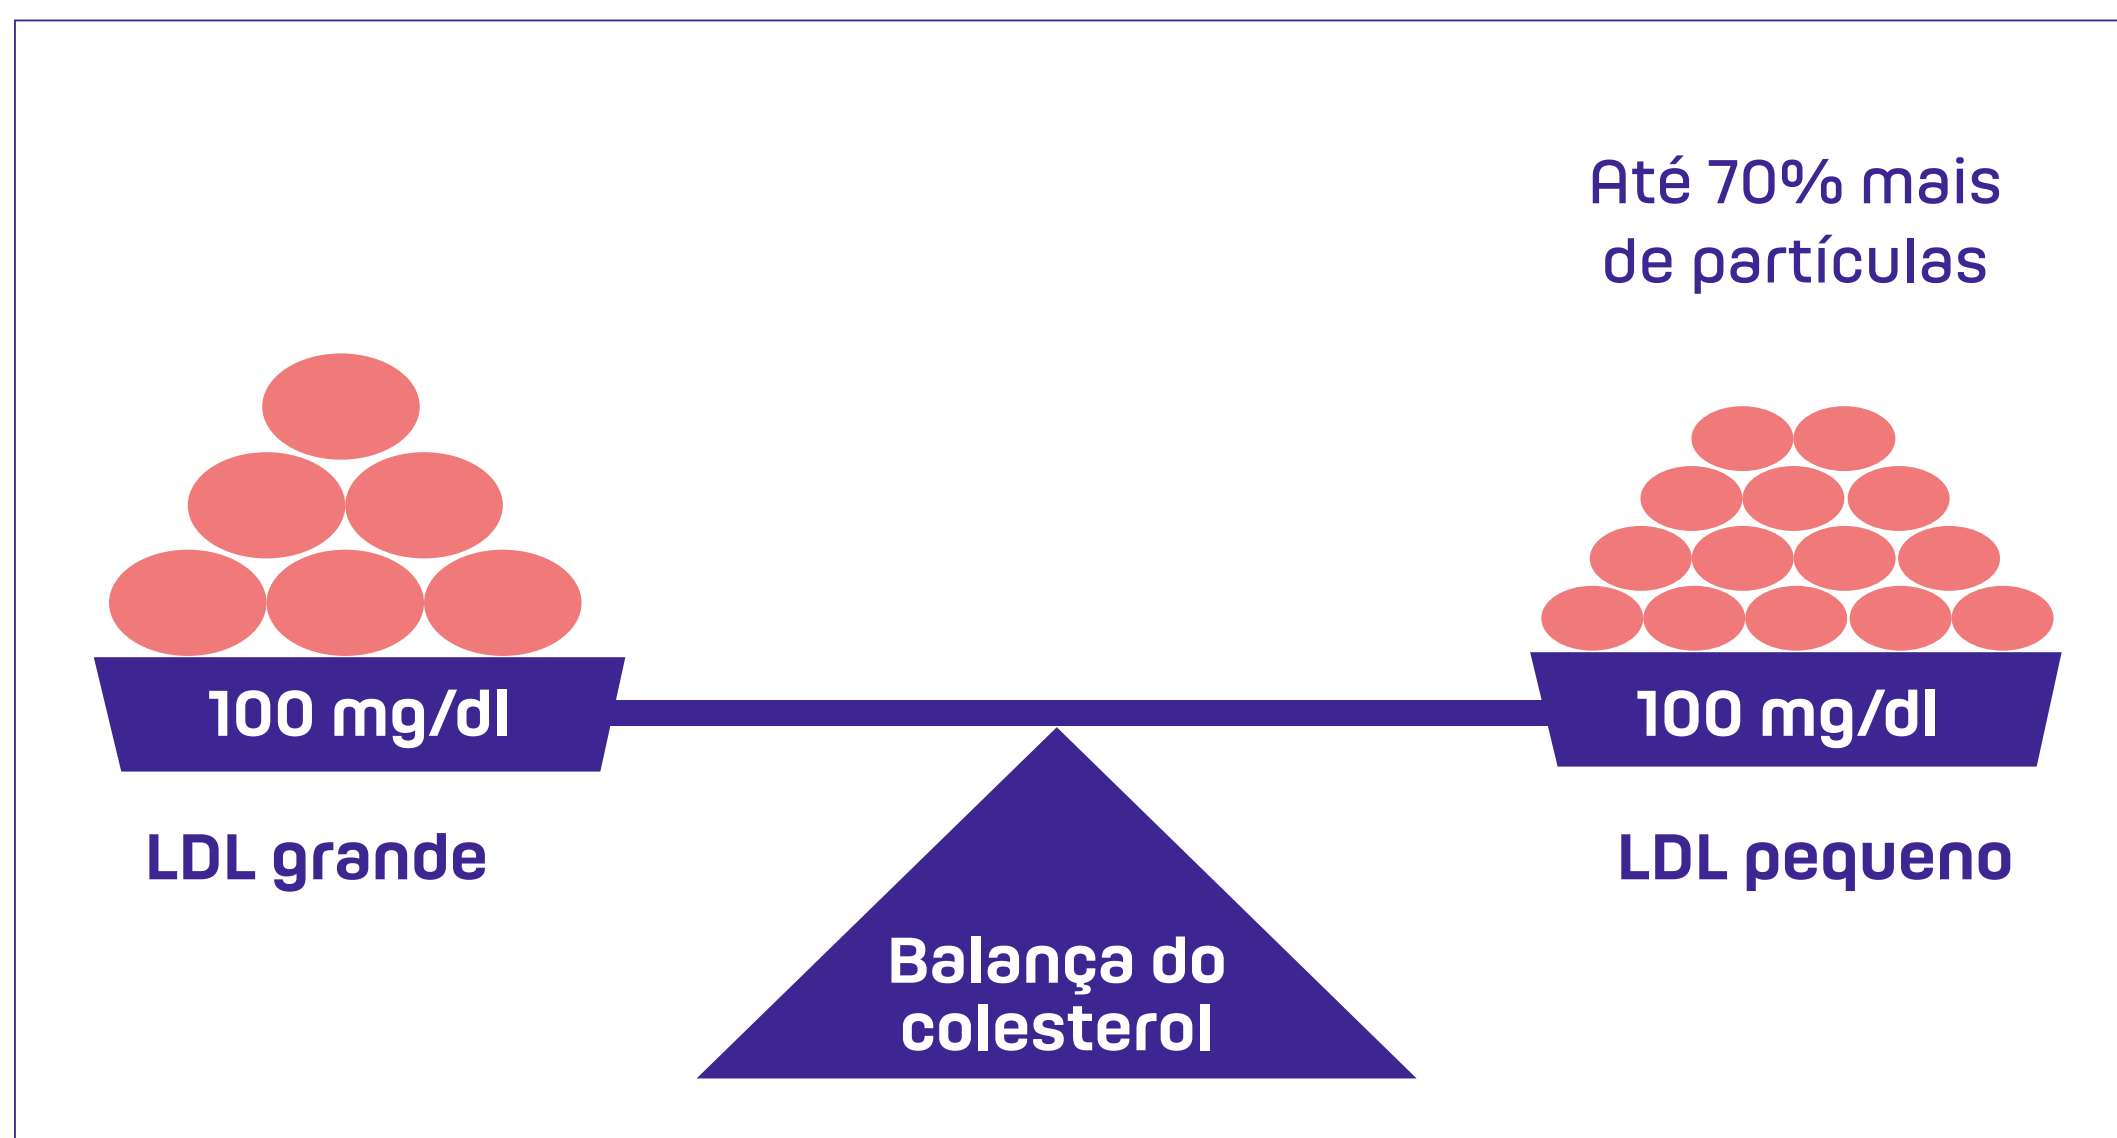 Até 70% mais
de partículas
100 mg/dl
100 mg/dl
LDL grande
LDL pequeno
Balança do
colesterol